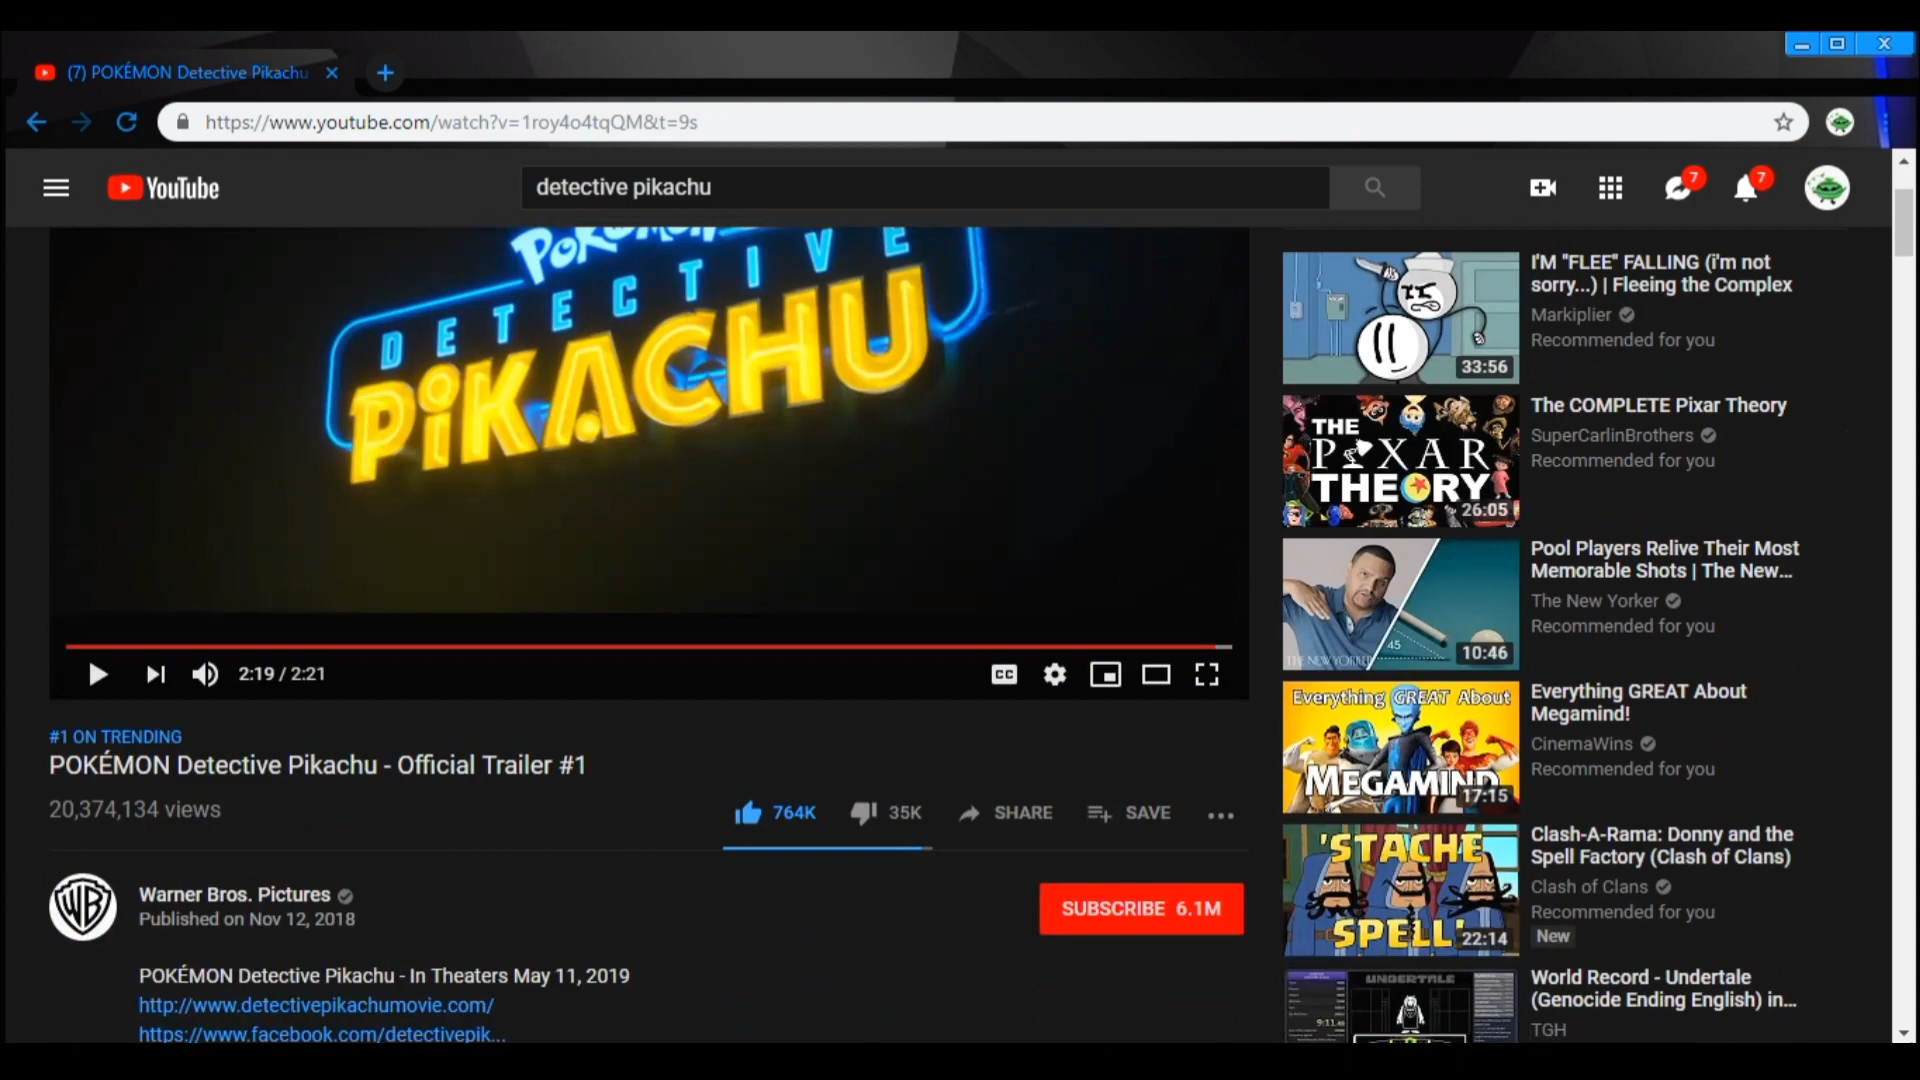 (7) POKÉMON Detective Pikachu
https://www.youtube.com/watch?v=1roy4o4tqQM&t=9s
YouTube
detective pikachu
7
7
POKÉMON
DETECTIVE
PIKACHU
2:19 / 2:21
CC
#1 ON TRENDING
POKÉMON Detective Pikachu - Official Trailer #1
20,374,134 views
764K
35K
SHARE
SAVE
WB
Warner Bros. Pictures
Published on Nov 12, 2018
SUBSCRIBE 6.1M
POKÉMON Detective Pikachu - In Theaters May 11, 2019
http://www.detectivepikachumovie.com/
https://www.facebook.com/detectivepik...
33:56
I'M "FLEE" FALLING (i'm not
sorry...) | Fleeing the Complex
Markiplier
Recommended for you
THE
PIXAR
THEORY
26:05
The COMPLETE Pixar Theory
SuperCarlinBrothers
Recommended for you
45
THE NEW YORKER
10:46
Pool Players Relive Their Most
Memorable Shots | The New...
The New Yorker
Recommended for you
Everything GREAT About
MEGAMIND
17:15
Everything GREAT About
Megamind!
CinemaWins
Recommended for you
'STACHE
SPELL'
22:14
Clash-A-Rama: Donny and the
Spell Factory (Clash of Clans)
Clash of Clans
Recommended for you
New
UNDERTALE
World Record - Undertale
(Genocide Ending English) in...
TGH